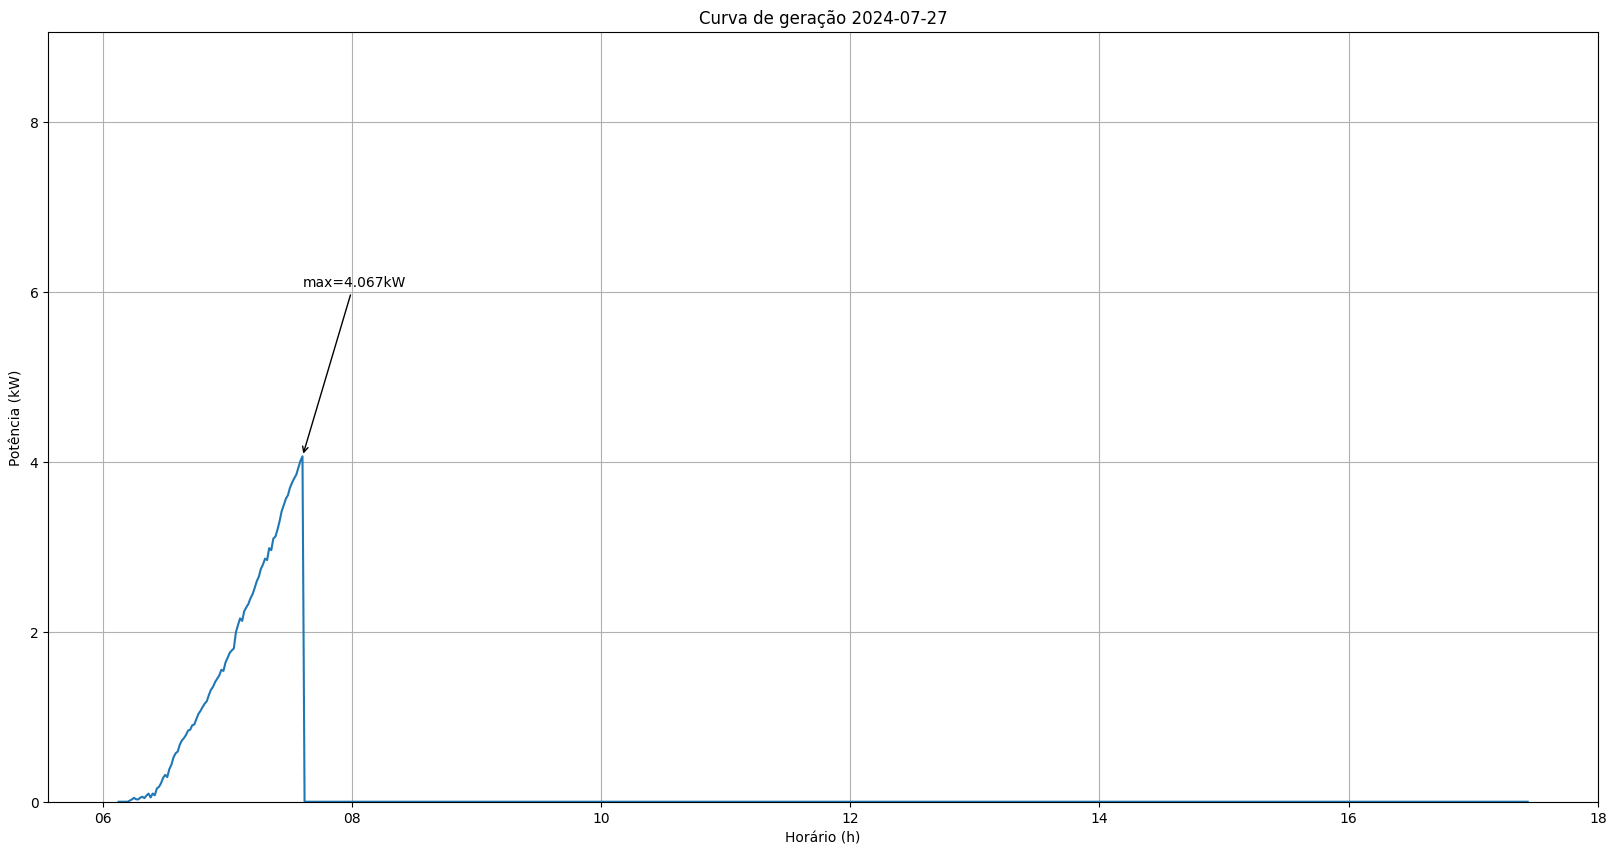 Curva de geração 2024-07-27
8
6
4
2
0
Potência (kW)
max=4.067kW
06 08 10 12 14 16 18
Horário (h)